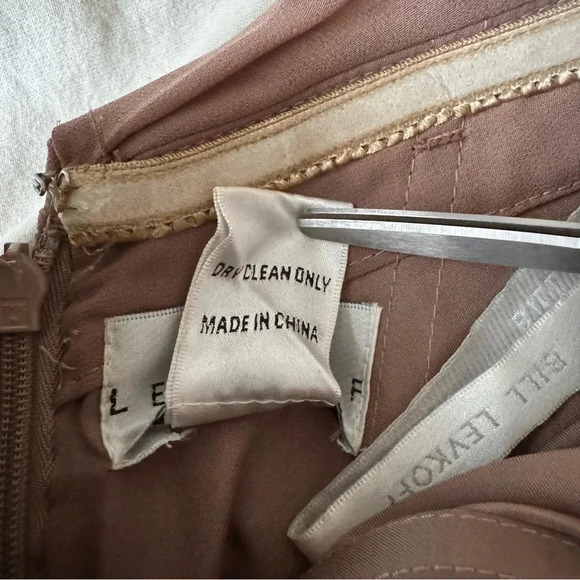 DRY CLEAN ONLY
MADE IN CHINA
L E
BILL LEVKOFF